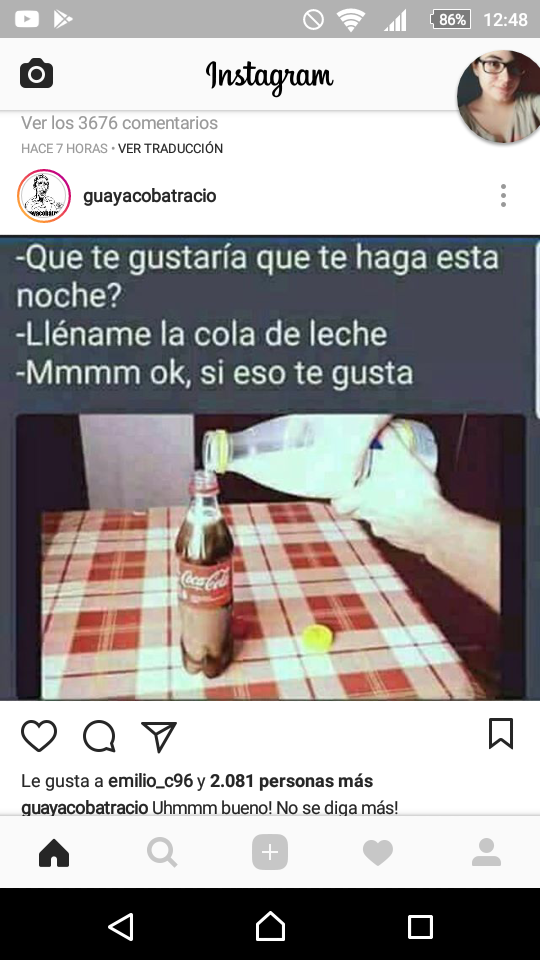 86% 12:48
Instagram
Ver los 3676 comentarios
HACE 7 HORAS • VER TRADUCCIÓN
guayacobatracio
-Que te gustaría que te haga esta
noche?
-Lléname la cola de leche
-Mmmm ok, si eso te gusta
Coca-Cola
Le gusta a emilio_c96 y 2.081 personas más
guayacobatracio Uhmmm bueno! No se diga más!